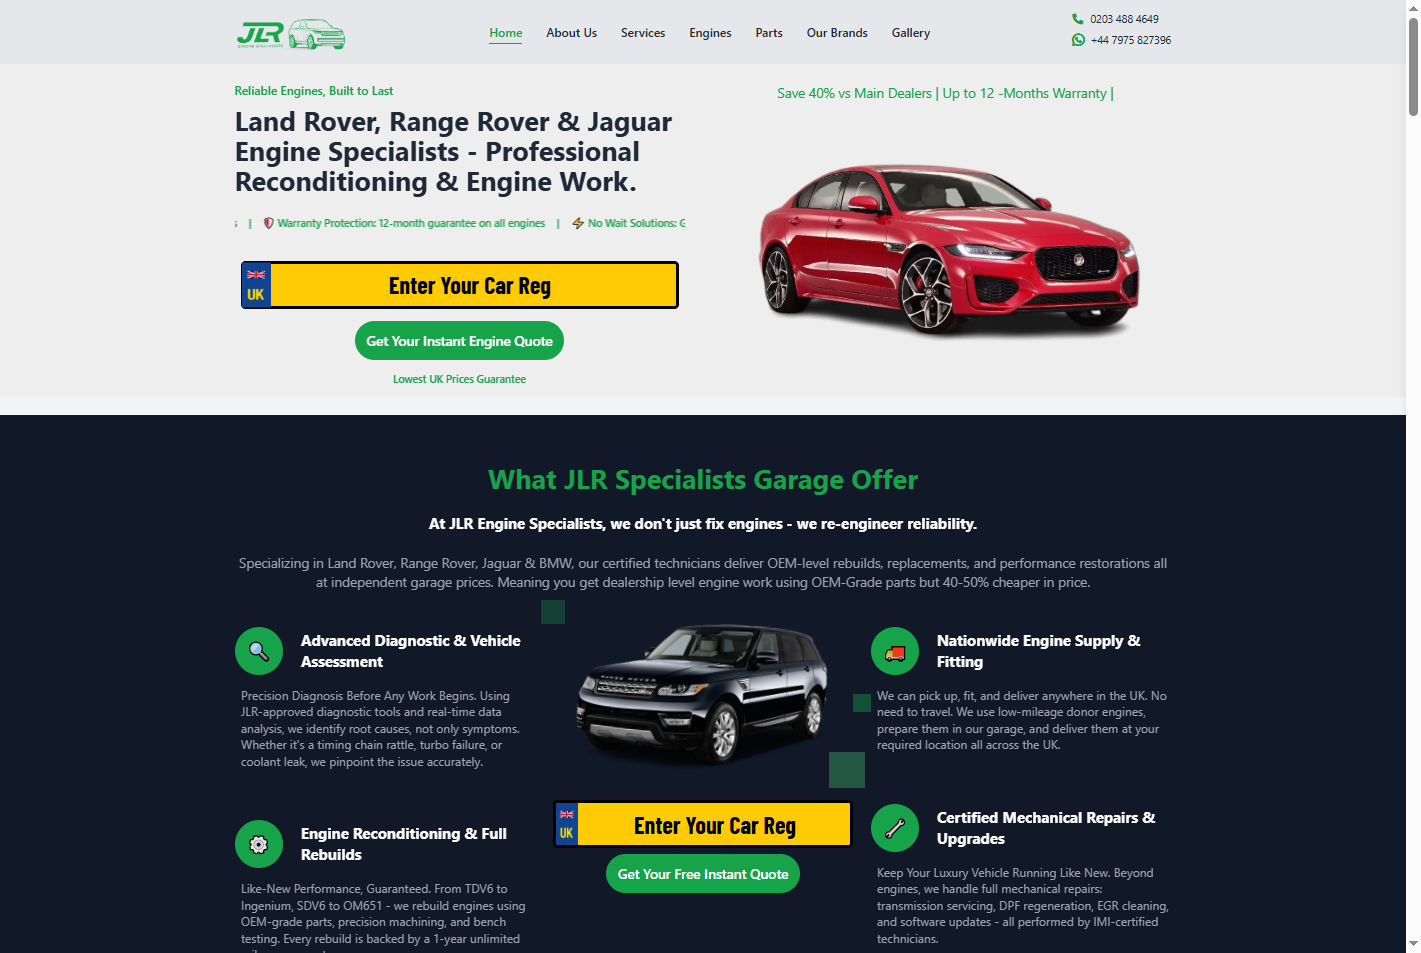 JLR
ENGINE SPECIALISTS
Home
About Us
Services
Engines
Parts
Our Brands
Gallery
0203 488 4649
+44 7975 827396
Reliable Engines, Built to Last
Land Rover, Range Rover & Jaguar
Engine Specialists - Professional
Reconditioning & Engine Work.
| 🛡 Warranty Protection: 12-month guarantee on all engines | ⚡ No Wait Solutions:
UK
Enter Your Car Reg
Get Your Instant Engine Quote
Lowest UK Prices Guarantee
Save 40% vs Main Dealers | Up to 12 -Months Warranty |
What JLR Specialists Garage Offer
At JLR Engine Specialists, we don't just fix engines - we re-engineer reliability.
Specializing in Land Rover, Range Rover, Jaguar & BMW, our certified technicians deliver OEM-level rebuilds, replacements, and performance restorations all
at independent garage prices. Meaning you get dealership level engine work using OEM-Grade parts but 40-50% cheaper in price.
Advanced Diagnostic & Vehicle
Assessment
Precision Diagnosis Before Any Work Begins. Using
JLR-approved diagnostic tools and real-time data
analysis, we identify root causes, not only symptoms.
Whether it's a timing chain rattle, turbo failure, or
coolant leak, we pinpoint the issue accurately.
Engine Reconditioning & Full
Rebuilds
Like-New Performance, Guaranteed. From TDV6 to
Ingenium, SDV6 to OM651 - we rebuild engines using
OEM-grade parts, precision machining, and bench
testing. Every rebuild is backed by a 1-year unlimited
RANGE ROVER
UK
Enter Your Car Reg
Get Your Free Instant Quote
Nationwide Engine Supply &
Fitting
We can pick up, fit, and deliver anywhere in the UK. No
need to travel. We use low-mileage donor engines,
prepare them in our garage, and deliver them at your
required location all across the UK.
Certified Mechanical Repairs &
Upgrades
Keep Your Luxury Vehicle Running Like New. Beyond
engines, we handle full mechanical repairs:
transmission servicing, DPF regeneration, EGR cleaning,
and software updates - all performed by IMI-certified
technicians.